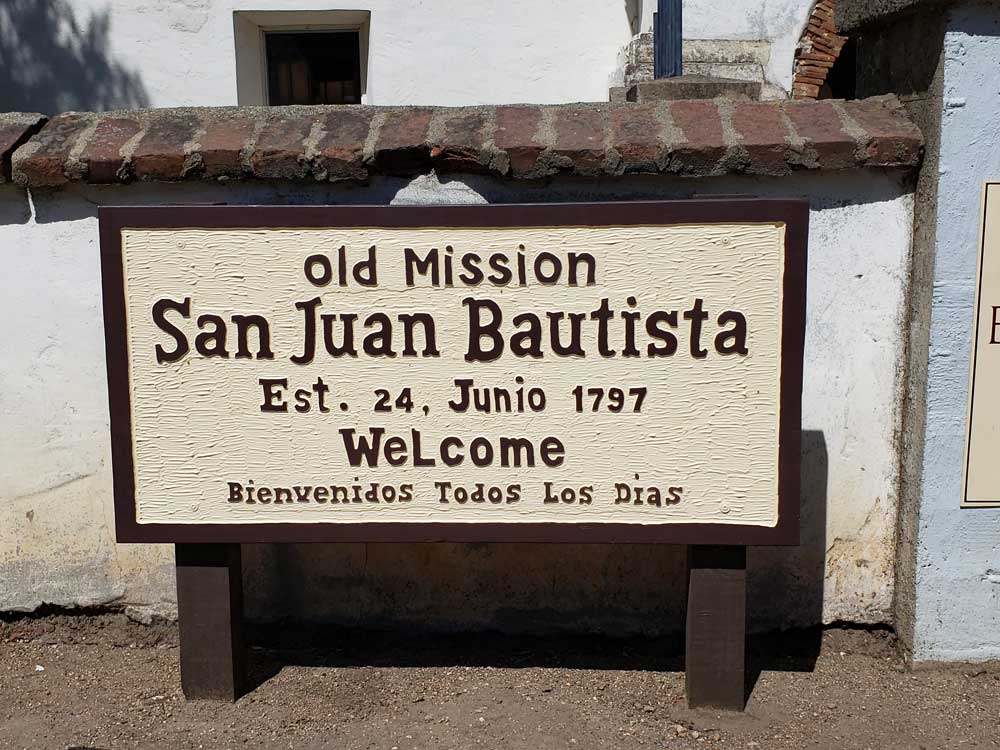 old Mission
San Juan Bautista
Est. 24, Junio 1797
Welcome
Bienvenidos Todos Los Dias